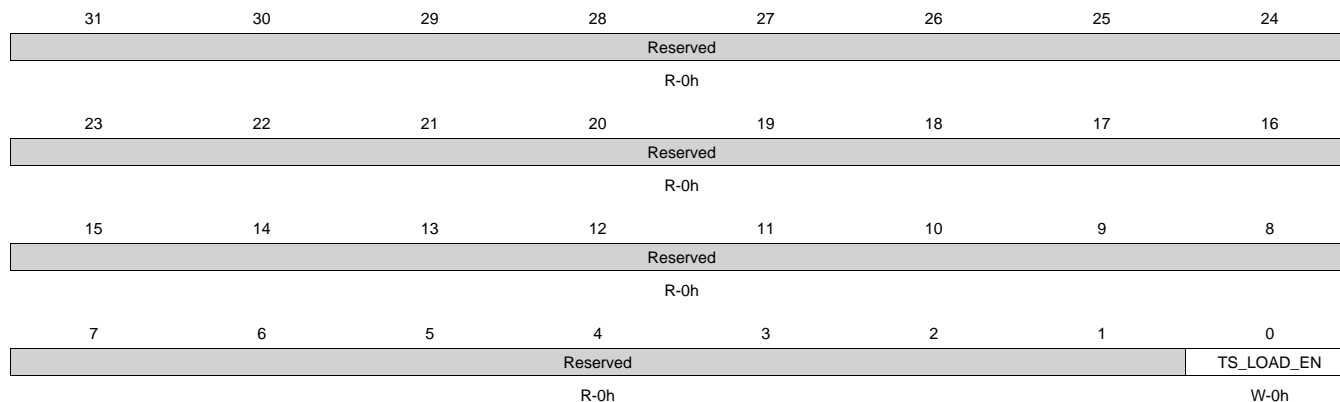 31 30 29 28 27 26 25 24
Reserved
R-0h
23 22 21 20 19 18 17 16
Reserved
R-0h
15 14 13 12 11 10 9 8
Reserved
R-0h
7 6 5 4 3 2 1 0
Reserved TS_LOAD_EN
R-0h W-0h